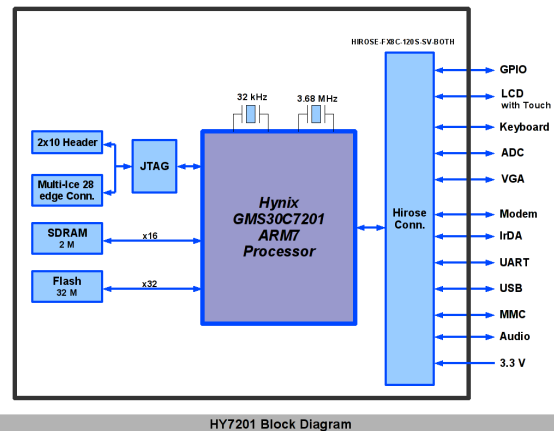 HIROSE-FX8C-120S-SV-BOTH
32 kHz
3.68 MHz
2x10 Header
JTAG
Multi-Ice 28
edge Conn.
SDRAM
2 M
x16
Flash
32 M
x32
Hynix
GMS30C7201
ARM7
Processor
Hirose
Conn.
GPIO
LCD
with Touch
Keyboard
ADC
VGA
Modem
IrDA
UART
USB
MMC
Audio
3.3 V
HY7201 Block Diagram